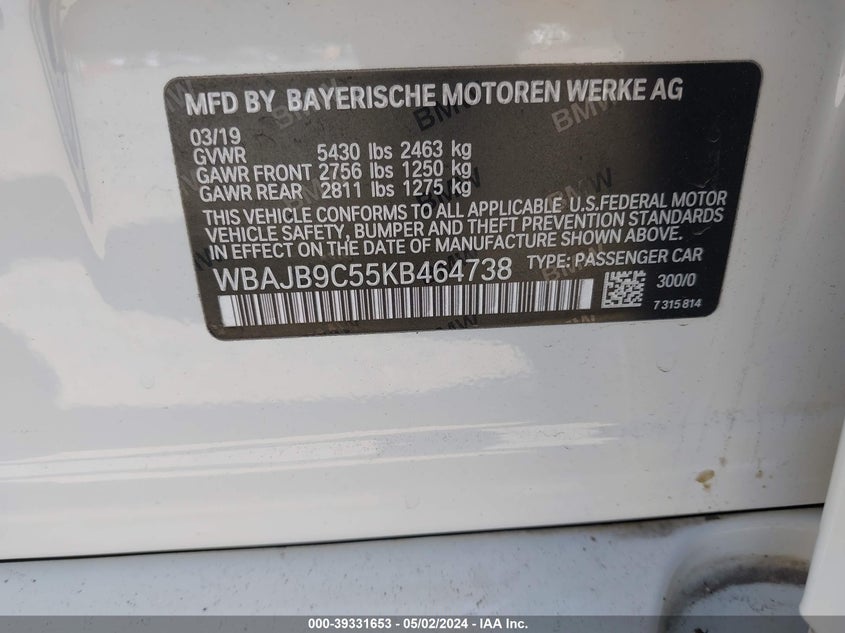 MFD BY BAYERISCHE MOTOREN WERKE AG
03/19
GVWR 5430 lbs 2463 kg
GAWR FRONT 2756 lbs 1250 kg
GAWR REAR 2811 lbs 1275 kg
THIS VEHICLE CONFORMS TO ALL APPLICABLE U.S.FEDERAL MOTOR
VEHICLE SAFETY, BUMPER AND THEFT PREVENTION STANDARDS
IN EFFECT ON THE DATE OF MANUFACTURE SHOWN ABOVE.
WBAJB9C55KB464738 TYPE: PASSENGER CAR
300/0
7 315 814
000-39331653 - 05/02/2024 - IAA Inc.